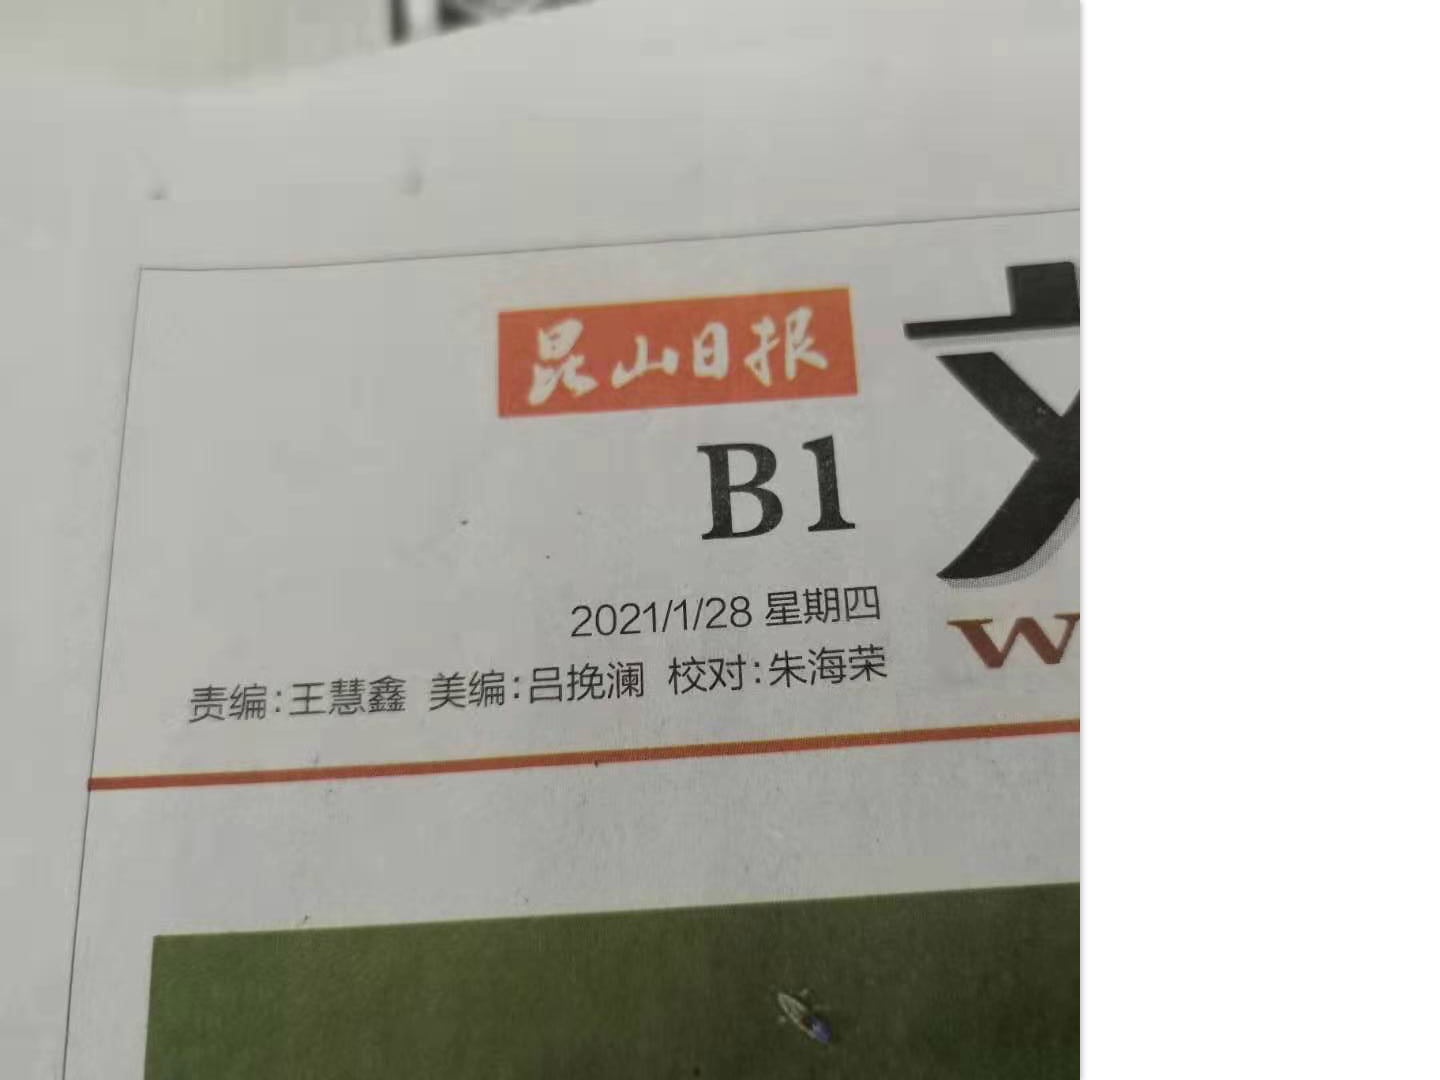 昆山日报
B1
文
W
2021/1/28 星期四
责编:王慧鑫 美编:吕挽澜 校对:朱海荣